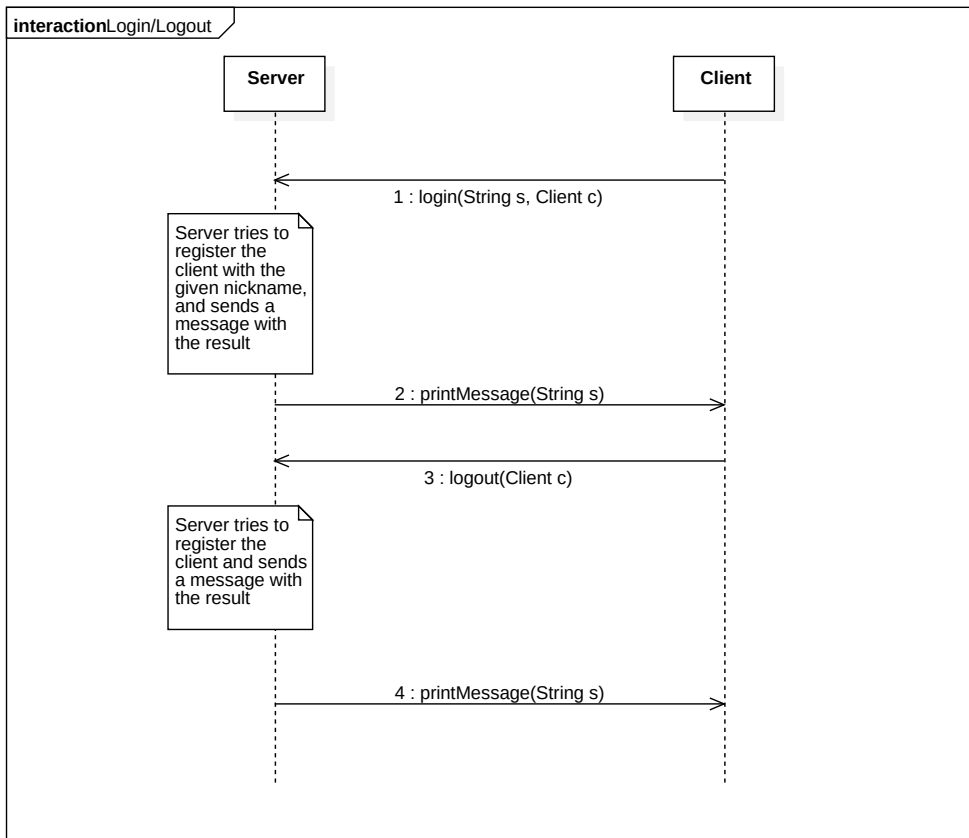 interactionLogin/Logout
Server
Client
1 : login(String s, Client c)
Server tries to
register the
client with the
given nickname,
and sends a
message with
the result
2 : printMessage(String s)
3 : logout(Client c)
Server tries to
register the
client and sends
a message with
the result
4 : printMessage(String s)